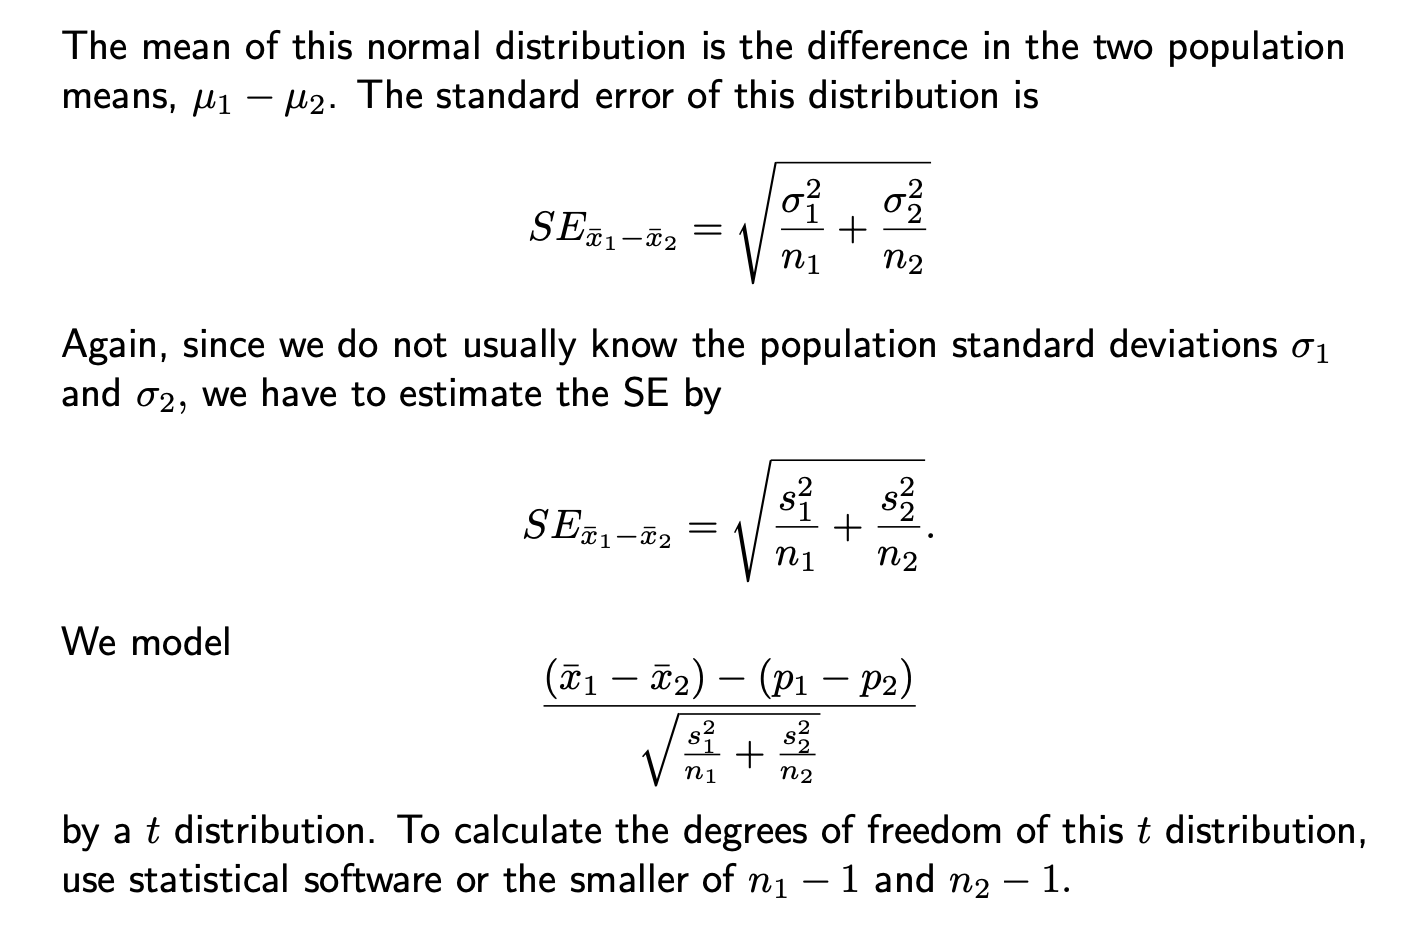 The mean of this normal distribution is the difference in the two population
means, $\mu_1 - \mu_2$. The standard error of this distribution is
$SE_{\bar{x}_1 - \bar{x}_2} = \sqrt{\frac{\sigma_1^2}{n_1} + \frac{\sigma_2^2}{n_2}}$
Again, since we do not usually know the population standard deviations $\sigma_1$
and $\sigma_2$, we have to estimate the SE by
$SE_{\bar{x}_1 - \bar{x}_2} = \sqrt{\frac{s_1^2}{n_1} + \frac{s_2^2}{n_2}}.$
We model
$\frac{(\bar{x}_1 - \bar{x}_2) - (p_1 - p_2)}{\sqrt{\frac{s_1^2}{n_1} + \frac{s_2^2}{n_2}}}$
by a $t$ distribution. To calculate the degrees of freedom of this $t$ distribution,
use statistical software or the smaller of $n_1 - 1$ and $n_2 - 1$.